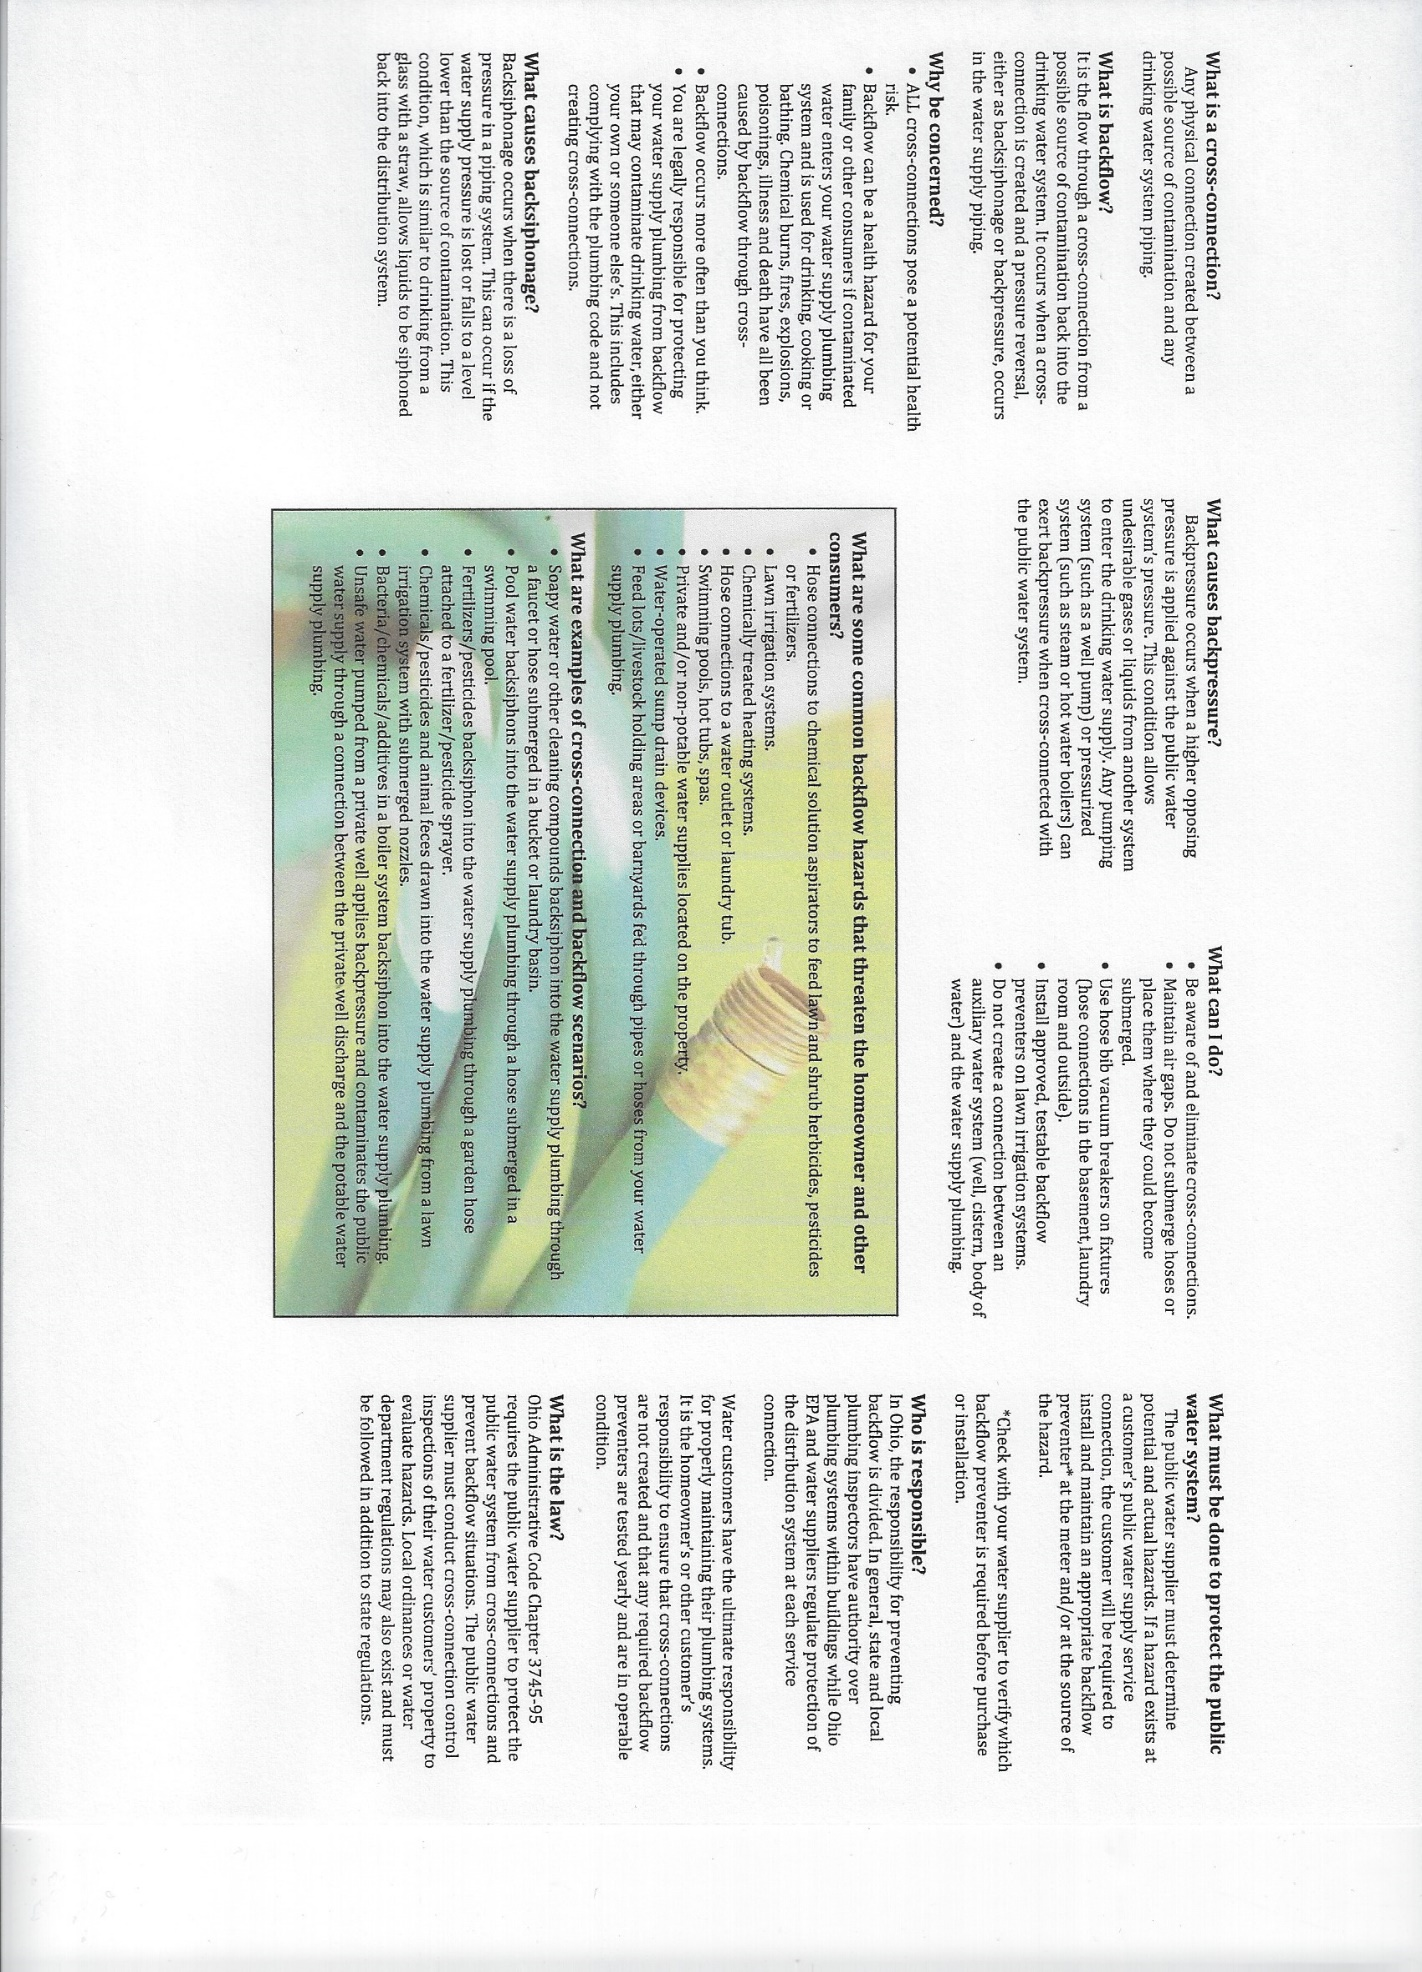 What is a cross-connection?
Any physical connection created between a
possible source of contamination and any
drinking water system piping.
What is backflow?
It is the flow through a cross-connection from a
possible source of contamination back into the
drinking water system. It occurs when a cross-
connection is created and a pressure reversal,
either as backsiphonage or backpressure, occurs
in the water supply piping.
Why be concerned?
• ALL cross-connections pose a potential health
risk.
• Backflow can be a health hazard for your
family or other consumers if contaminated
water enters your water supply plumbing
system and is used for drinking, cooking or
bathing. Chemical burns, fires, explosions,
poisonings, illness and death have all been
caused by backflow through cross-
connections.
• Backflow occurs more often than you think.
• You are legally responsible for protecting
your water supply plumbing from backflow
that may contaminate drinking water, either
your own or someone else's. This includes
complying with the plumbing code and not
creating cross-connections.
What causes backsiphonage?
Backsiphonage occurs when there is a loss of
pressure in a piping system. This can occur if the
water supply pressure is lost or falls to a level
lower than the source of contamination. This
condition, which is similar to drinking from a
glass with a straw, allows liquids to be siphoned
back into the distribution system.
What causes backpressure?
Backpressure occurs when a higher opposing
pressure is applied against the public water
system's pressure. This condition allows
undesirable gases or liquids from another system
to enter the drinking water supply. Any pumping
system (such as a well pump) or pressurized
system (such as steam or hot water boilers) can
exert backpressure when cross-connected with
the public water system.
What can I do?
• Be aware of and eliminate cross-connections.
• Maintain air gaps. Do not submerge hoses or
place them where they could become
submerged.
• Use hose bib vacuum breakers on fixtures
(hose connections in the basement, laundry
room and outside).
• Install approved, testable backflow
preventers on lawn irrigation systems.
• Do not create a connection between an
auxiliary water system (well, cistern, body of
water) and the water supply plumbing.
What are some common backflow hazards that threaten the homeowner and other
consumers?
• Hose connections to chemical solution aspirators to feed lawn and shrub herbicides, pesticides
or fertilizers.
• Lawn irrigation systems.
• Chemically treated heating systems.
• Hose connections to a water outlet or laundry tub.
• Swimming pools, hot tubs, spas.
• Private and/or non-potable water supplies located on the property.
• Water-operated sump drain devices.
• Feed lots/livestock holding areas or barnyards fed through pipes or hoses from your water
supply plumbing.
What are examples of cross-connection and backflow scenarios?
• Soapy water or other cleaning compounds backsiphon into the water supply plumbing through
a faucet or hose submerged in a bucket or laundry basin.
• Pool water backsiphons into the water supply plumbing through a hose submerged in a
swimming pool.
• Fertilizers/pesticides backsiphon into the water supply plumbing through a garden hose
attached to a fertilizer/pesticide sprayer.
• Chemicals/pesticides and animal feces drawn into the water supply plumbing from a lawn
irrigation system with submerged nozzles.
• Bacteria/chemicals/additives in a boiler system backsiphon into the water supply plumbing.
• Unsafe water pumped from a private well applies backpressure and contaminates the public
water supply through a connection between the private well discharge and the potable water
supply plumbing.
What must be done to protect the public
water system?
The public water supplier must determine
potential and actual hazards. If a hazard exists at
a customer's public water supply service
connection, the customer will be required to
install and maintain an appropriate backflow
preventer* at the meter and/or at the source of
the hazard.
*Check with your water supplier to verify which
backflow preventer is required before purchase
or installation.
Who is responsible?
In Ohio, the responsibility for preventing
backflow is divided. In general, state and local
plumbing inspectors have authority over
plumbing systems within buildings while Ohio
EPA and water suppliers regulate protection of
the distribution system at each service
connection.
Water customers have the ultimate responsibility
for properly maintaining their plumbing systems.
It is the homeowner's or other customer's
responsibility to ensure that cross-connections
are not created and that any required backflow
preventers are tested yearly and are in operable
condition.
What is the law?
Ohio Administrative Code Chapter 3745-95
requires the public water supplier to protect the
public water system from cross-connections and
prevent backflow situations. The public water
supplier must conduct cross-connection control
inspections of their water customers' property to
evaluate hazards. Local ordinances or water
department regulations may also exist and must
be followed in addition to state regulations.